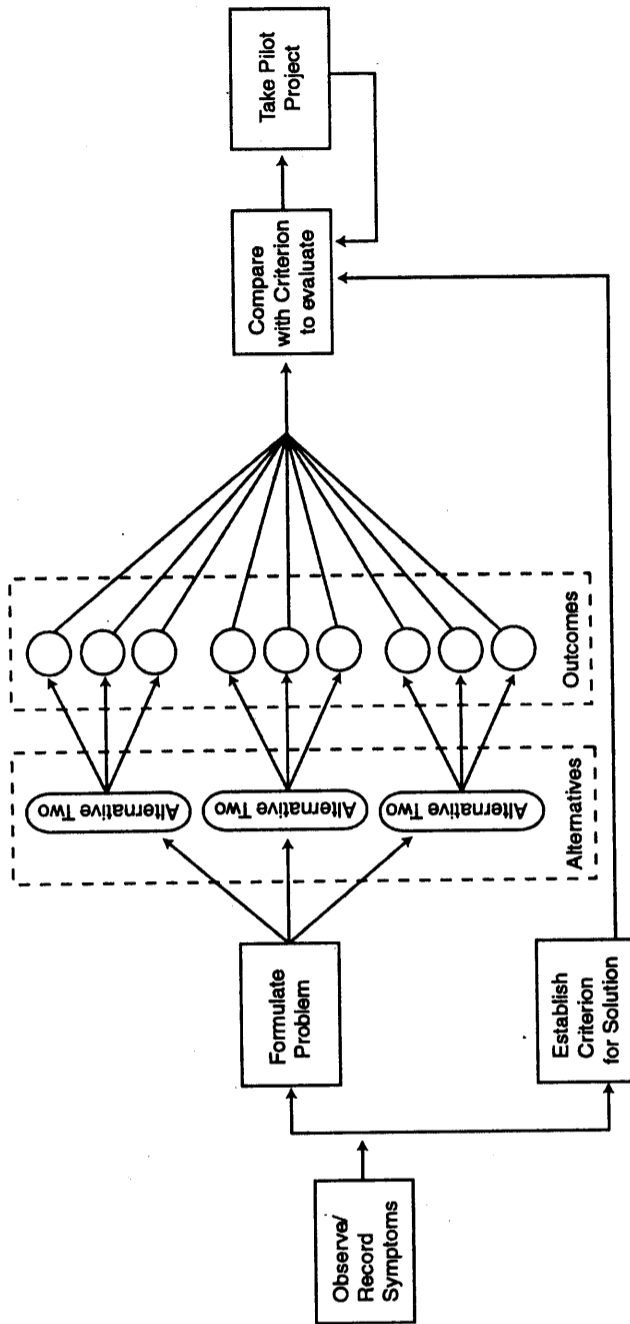 Observe/
Record
Symptoms
Formulate
Problem
Establish
Criterion
for Solution
Alternative Two
Alternative Two
Alternative Two
Alternatives
Outcomes
Compare
with Criterion
to evaluate
Take Pilot
Project